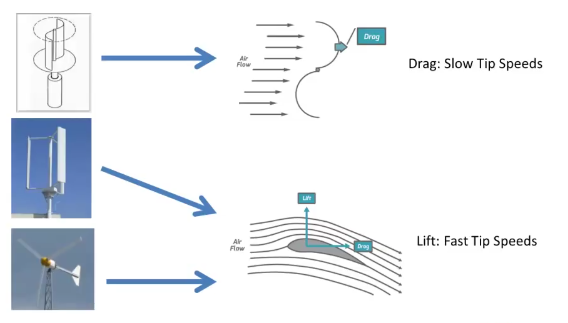 Drag
Air
Flow
Drag: Slow Tip Speeds
Lift
Air
Flow
Drag
Lift: Fast Tip Speeds